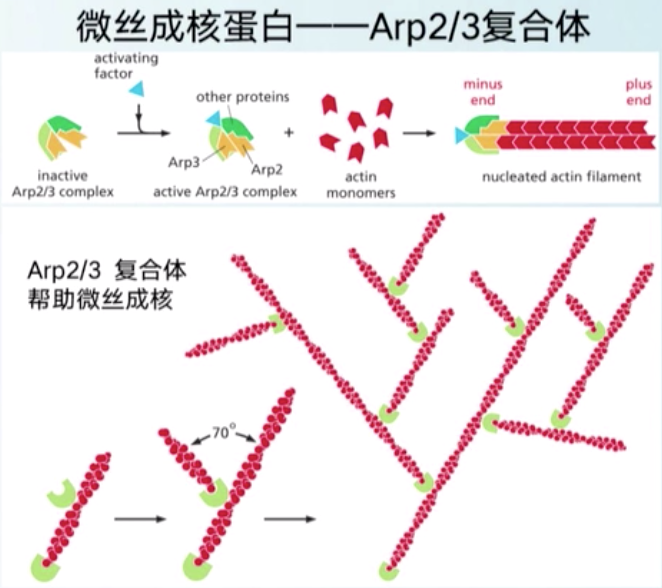 微丝成核蛋白——Arp2/3复合体
activating
factor
other proteins
minus
end
plus
end
Arp3
Arp2
+
inactive
Arp2/3 complex
active Arp2/3 complex
actin
monomers
nucleated actin filament
Arp2/3 复合体
帮助微丝成核
70°